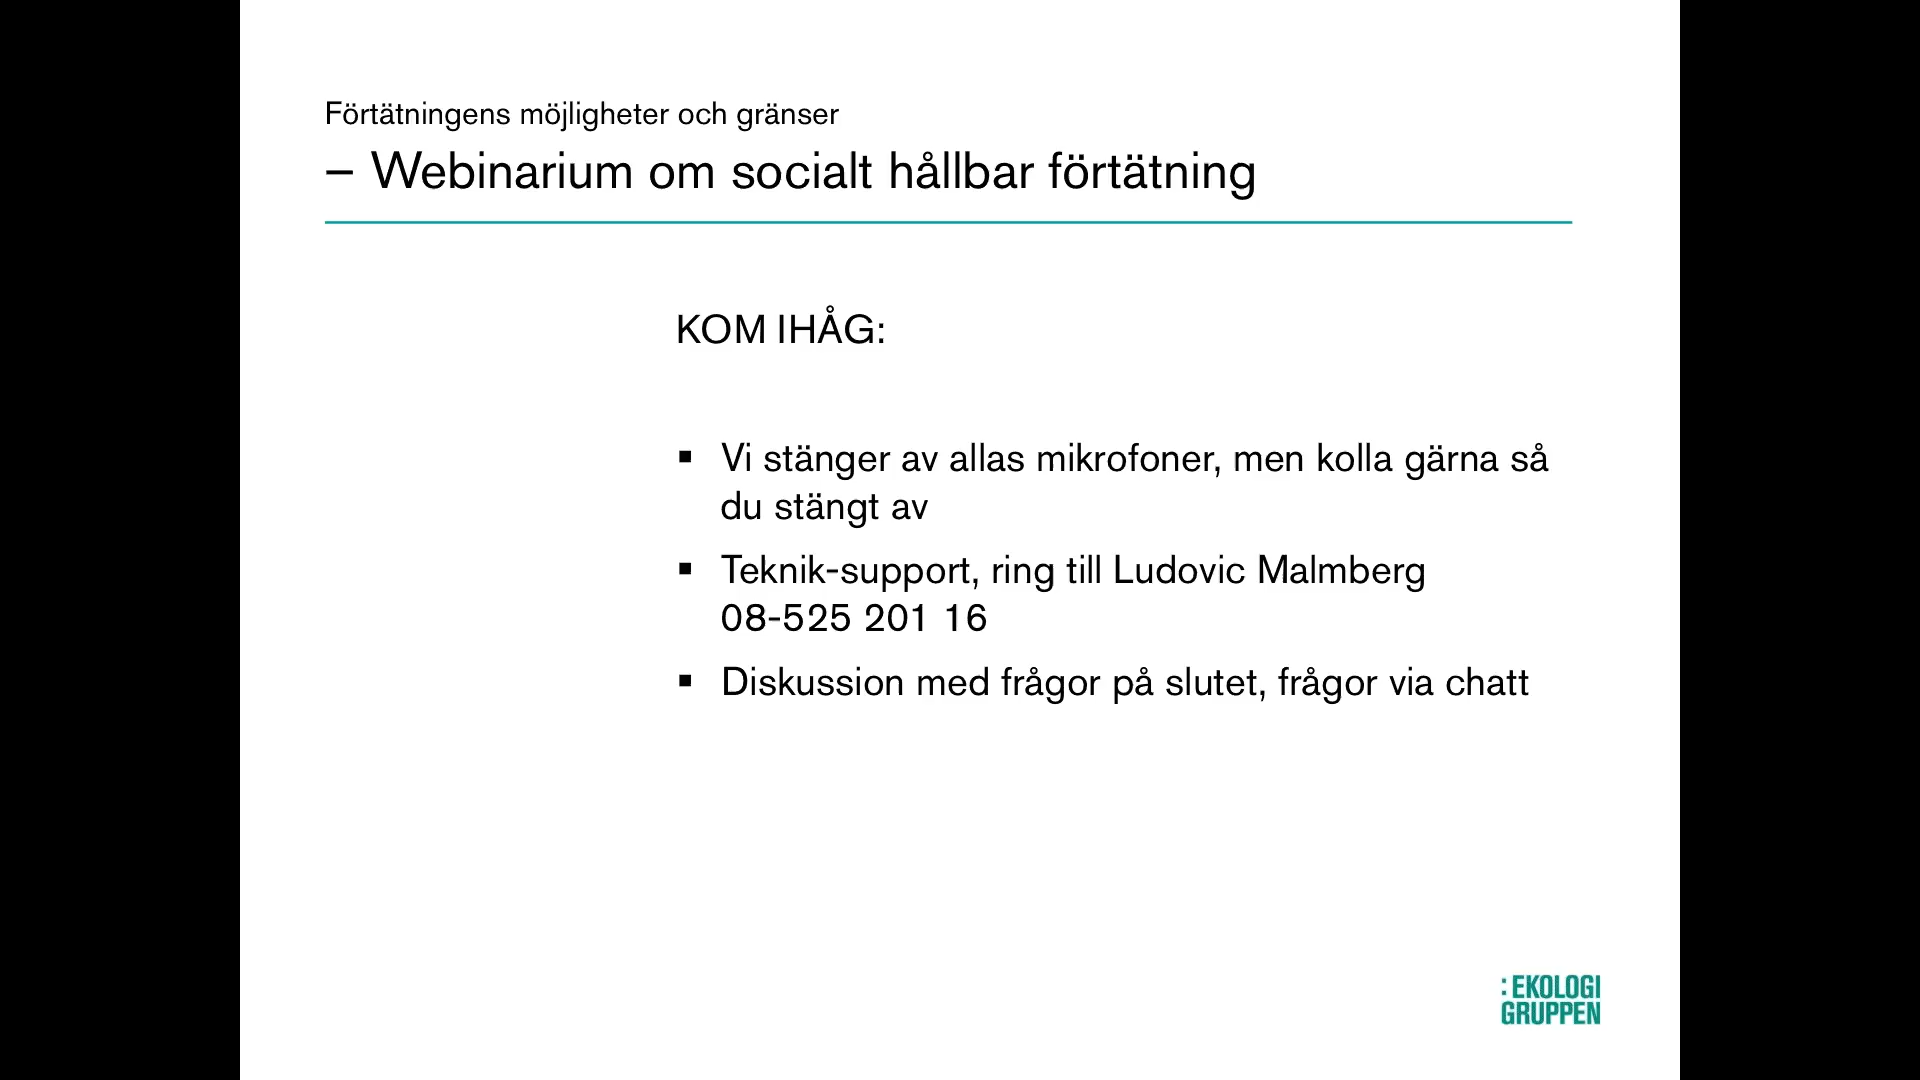 Förtätningens möjligheter och gränser
– Webinarium om socialt hållbar förtätning
KOM IHÅG:
▪ Vi stänger av allas mikrofoner, men kolla gärna så
du stängt av
▪ Teknik-support, ring till Ludovic Malmberg
08-525 201 16
▪ Diskussion med frågor på slutet, frågor via chatt
:EKOLOGI
GRUPPEN